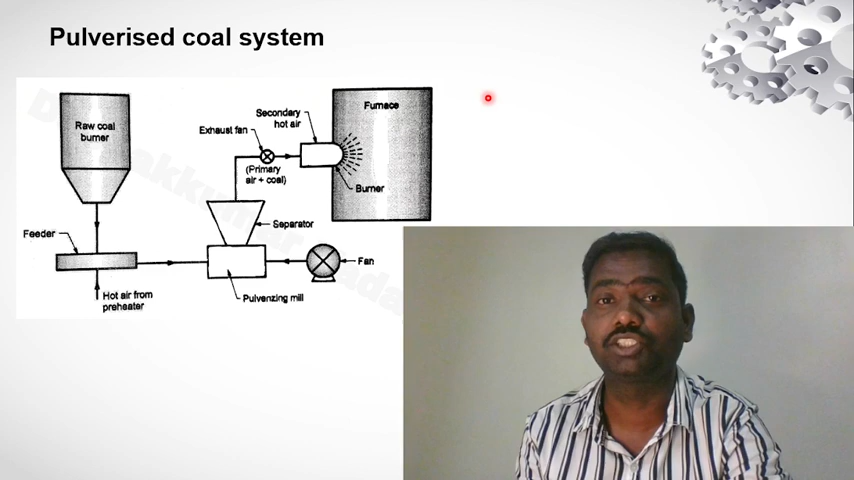 Pulverised coal system
Raw coal
burner
Exhaust fan
Secondary
hot air
Furnace
(Primary
air + coal)
Burner
Separator
Feeder
Fan
Hot air from
preheater
Pulvenzing mill